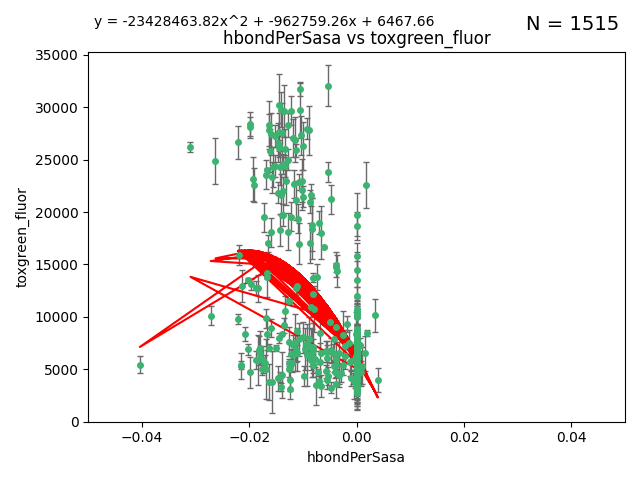 y = -23428463.82x^2 + -962759.26x + 6467.66
N = 1515
hbondPerSasa vs toxgreen_fluor
35000
30000
25000
20000
15000
10000
5000
0
toxgreen_fluor
−0.04
−0.02
0.00
0.02
0.04
hbondPerSasa